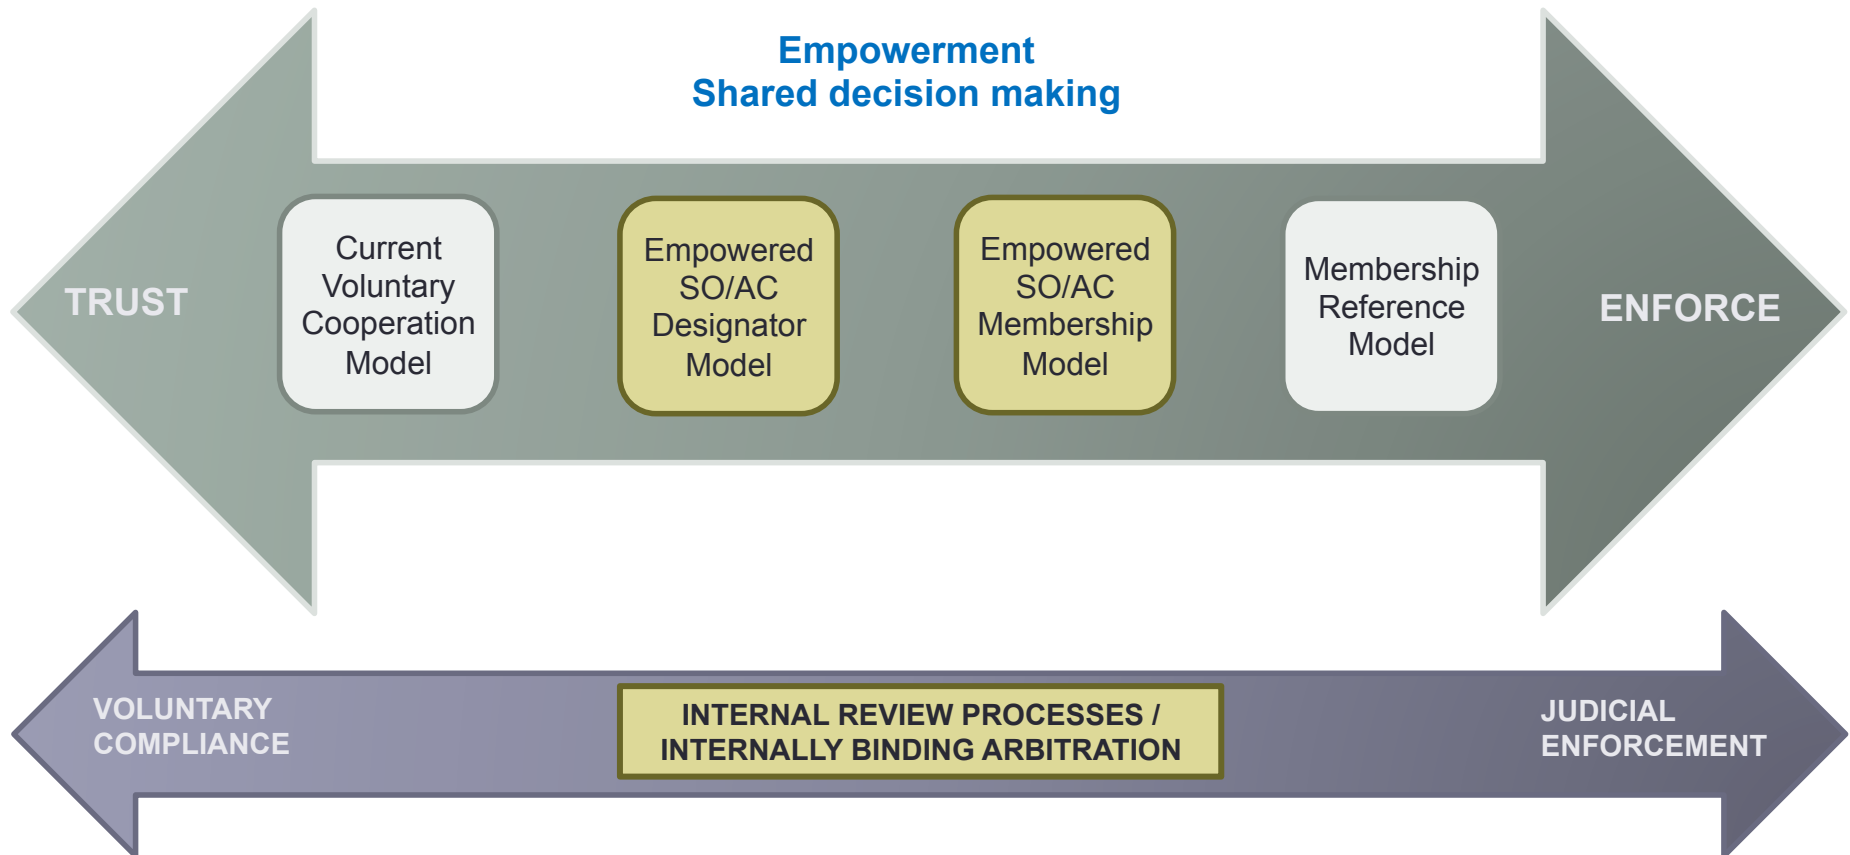 Empowerment
Shared decision making
TRUST
Current
Voluntary
Cooperation
Model
Empowered
SO/AC
Designator
Model
Empowered
SO/AC
Membership
Model
Membership
Reference
Model
ENFORCE
VOLUNTARY
COMPLIANCE
INTERNAL REVIEW PROCESSES /
INTERNALLY BINDING ARBITRATION
JUDICIAL
ENFORCEMENT